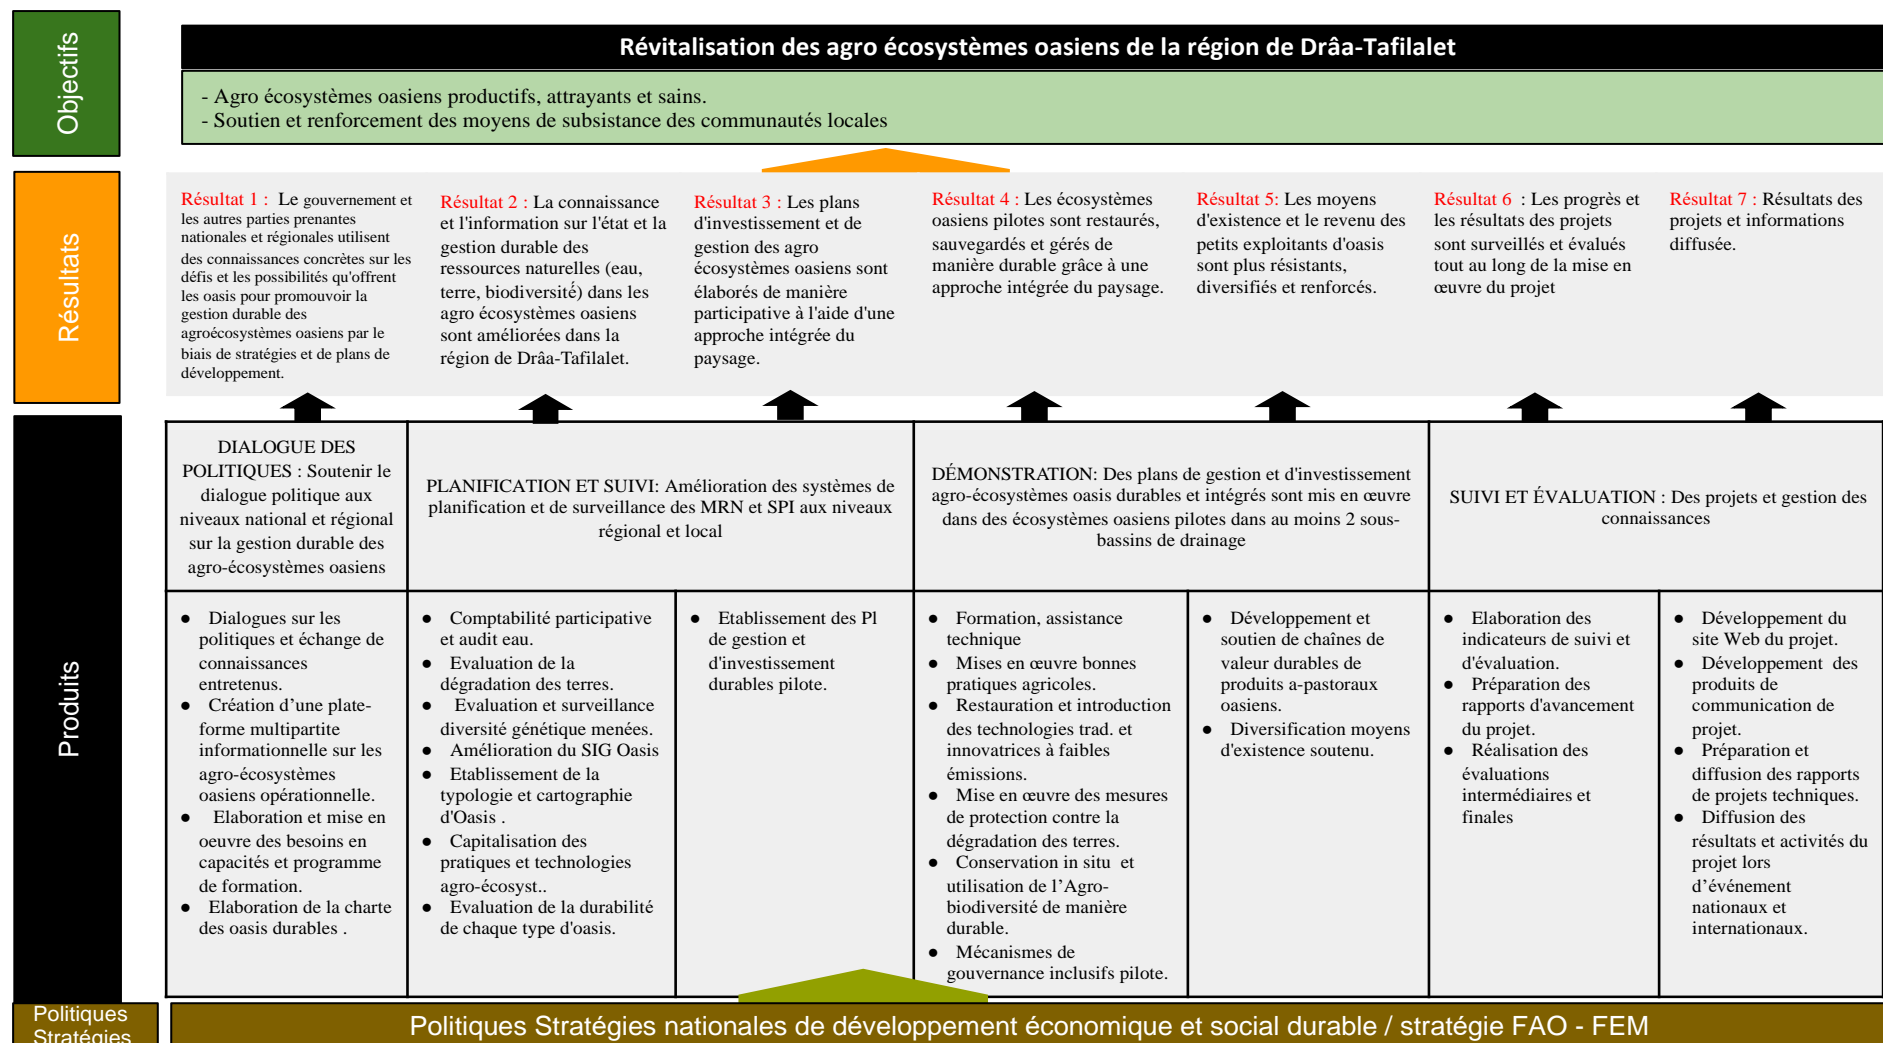 Objectifs
Révitalisation des agro écosystèmes oasiens de la région de Drâa-Tafilalet
- Agro écosystèmes oasiens productifs, attrayants et sains.
- Soutien et renforcement des moyens de subsistance des communautés locales
Résultats
Résultat 1 : Le gouvernement et
les autres parties prenantes
nationales et régionales utilisent
des connaissances concrètes sur les
défis et les possibilités qu'offrent
les oasis pour promouvoir la
gestion durable des
agroécosystèmes oasiens par le
biais de stratégies et de plans de
développement.
Résultat 2 : La connaissance
et l'information sur l'état et la
gestion durable des
ressources naturelles (eau,
terre, biodiversité) dans les
agro écosystèmes oasiens
sont améliorées dans la
région de Drâa-Tafilalet.
Résultat 3 : Les plans
d'investissement et de
gestion des agro
écosystèmes oasiens sont
élaborés de manière
participative à l'aide d'une
approche intégrée du
paysage.
Résultat 4 : Les écosystèmes
oasiens pilotes sont restaurés,
sauvegardés et gérés de
manière durable grâce à une
approche intégrée du paysage.
Résultat 5: Les moyens
d'existence et le revenu des
petits exploitants d'oasis
sont plus résistants,
diversifiés et renforcés.
Résultat 6 : Les progrès et
les résultats des projets
sont surveillés et évalués
tout au long de la mise en
œuvre du projet
Résultat 7 : Résultats des
projets et informations
diffusée.
Produits
DIALOGUE DES
POLITIQUES : Soutenir le
dialogue politique aux
niveaux national et régional
sur la gestion durable des
agro-écosystèmes oasiens
PLANIFICATION ET SUIVI: Amélioration des systèmes de
planification et de surveillance des MRN et SPI aux niveaux
régional et local
DÉMONSTRATION: Des plans de gestion et d'investissement
agro-écosystèmes oasis durables et intégrés sont mis en œuvre
dans des écosystèmes oasiens pilotes dans au moins 2 sous-
bassins de drainage
SUIVI ET ÉVALUATION : Des projets et gestion des
connaissances
● Dialogues sur les
politiques et échange de
connaissances
entretenus.
● Création d'une plate-
forme multipartite
informationnelle sur les
agro-écosystèmes
oasiens opérationnelle.
● Elaboration et mise en
oeuvre des besoins en
capacités et programme
de formation.
● Elaboration de la charte
des oasis durables .
● Comptabilité participative
et audit eau.
● Evaluation de la
dégradation des terres.
● Evaluation et surveillance
diversité génétique menées.
● Amélioration du SIG Oasis
● Etablissement de la
typologie et cartographie
d'Oasis .
● Capitalisation des
pratiques et technologies
agro-écosyst..
● Evaluation de la durabilité
de chaque type d'oasis.
● Etablissement des Pl
de gestion et
d'investissement
durables pilote.
● Formation, assistance
technique
● Mises en œuvre bonnes
pratiques agricoles.
● Restauration et introduction
des technologies trad. et
innovatrices à faibles
émissions.
● Mise en œuvre des mesures
de protection contre la
dégradation des terres.
● Conservation in situ et
utilisation de l'Agro-
biodiversité de manière
durable.
● Mécanismes de
gouvernance inclusifs pilote.
● Développement et
soutien de chaînes de
valeur durables de
produits a-pastoraux
oasiens.
● Diversification moyens
d'existence soutenu.
● Elaboration des
indicateurs de suivi et
d'évaluation.
● Préparation des
rapports d'avancement
du projet.
● Réalisation des
évaluations
intermédiaires et
finales
● Développement du
site Web du projet.
● Développement des
produits de
communication de
projet.
● Préparation et
diffusion des rapports
de projets techniques.
● Diffusion des
résultats et activités du
projet lors
d'événement
nationaux et
internationaux.
Politiques
Stratégies
Politiques Stratégies nationales de développement économique et social durable / stratégie FAO - FEM